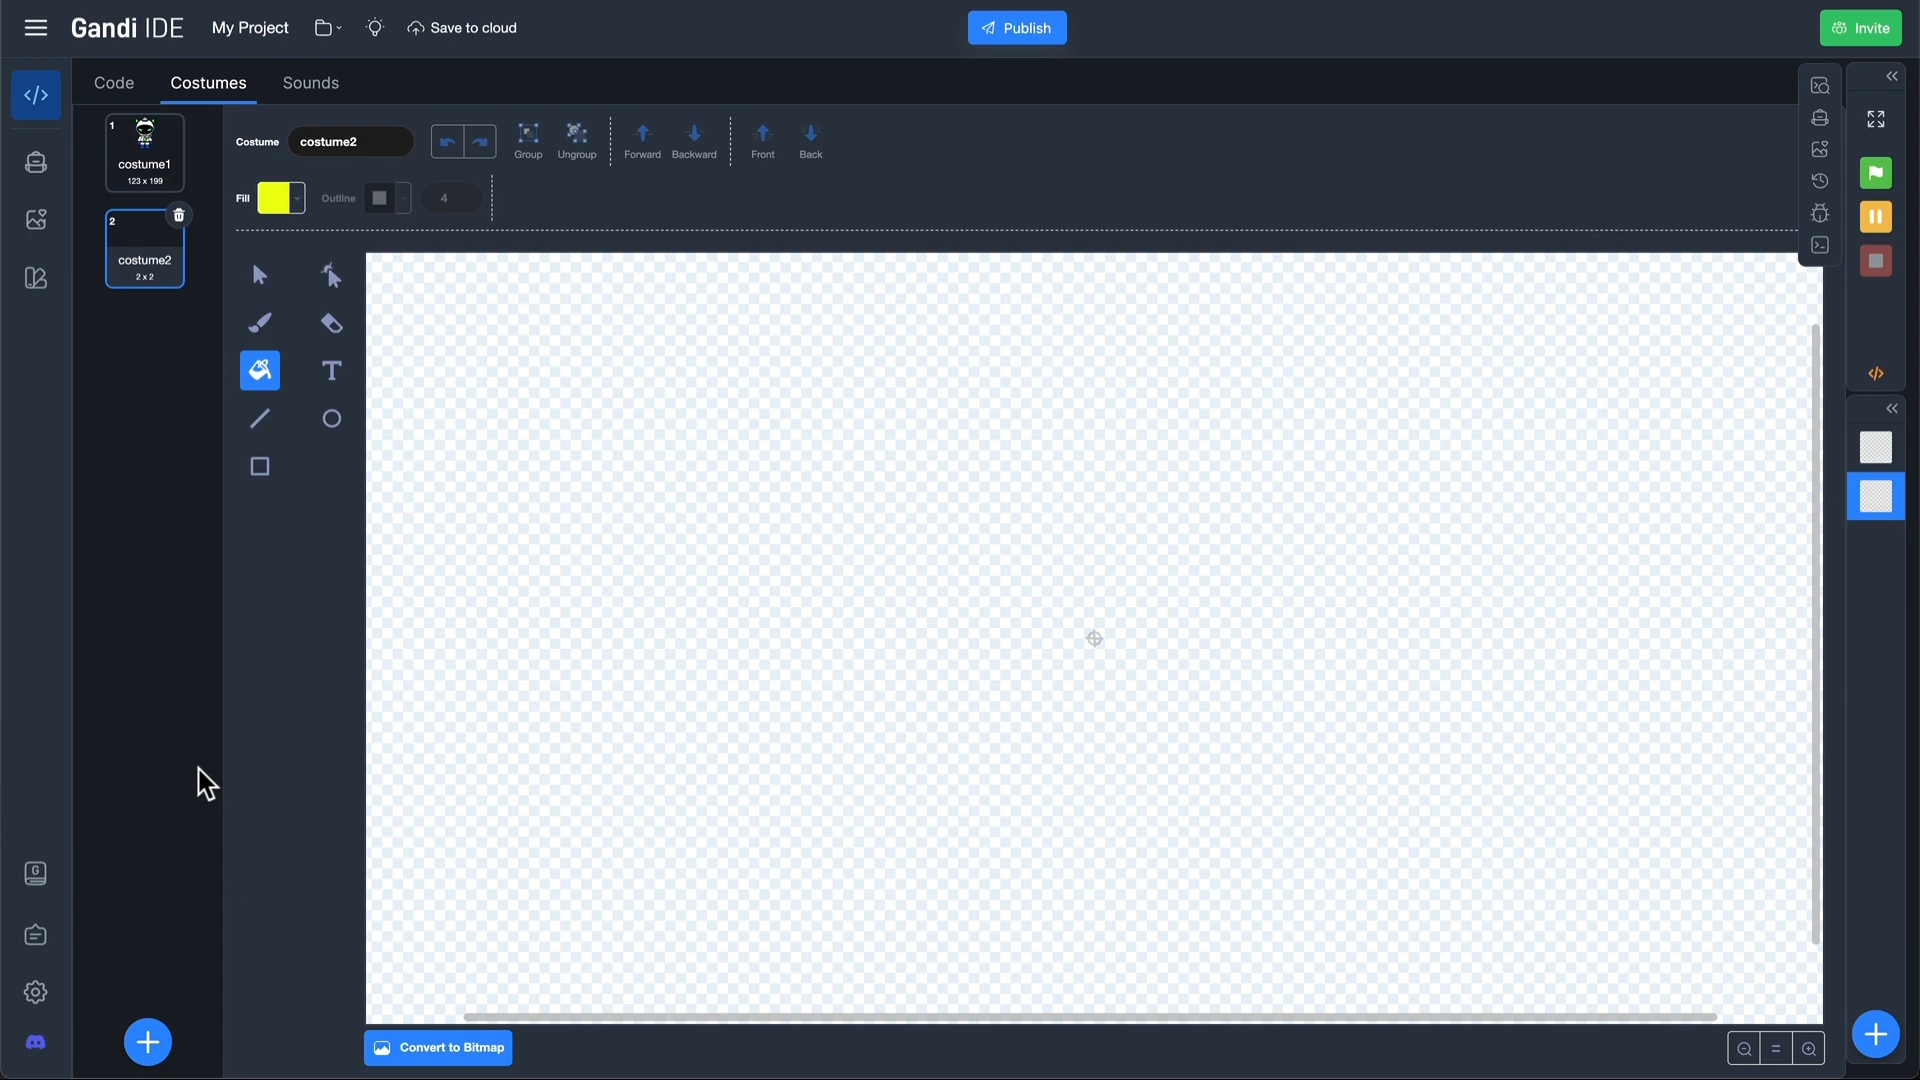 Gandi IDE
My Project
Save to cloud
Publish
Invite
Code
Costumes
Sounds
1
costume1
123 x 199
2
costume2
2 x 2
Costume
costume2
Group
Ungroup
Forward
Backward
Front
Back
Fill
Outline
4
T
G
Convert to Bitmap